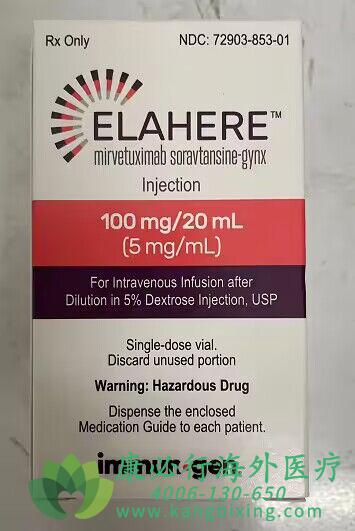 Rx Only NDC: 72903-853-01
ELAHERE™
mirvetuximab soravtansine-gynx
Injection
100 mg/20 mL
(5 mg/mL)
For Intravenous Infusion after
Dilution in 5% Dextrose Injection, USP
Single-dose vial.
Discard unused portion
Warning: Hazardous Drug
Dispense the enclosed
Medication Guide to each patient.
immun·gen
康必行海外医疗
4006-130-650
www.kangbixing.com